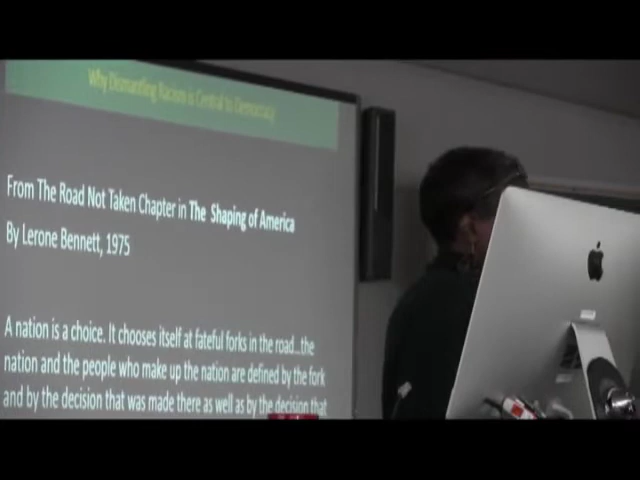 Why Dismantling Racism is Central to Democracy
From The Road Not Taken Chapter in The Shaping of America
By Lerone Bennett, 1975
A nation is a choice. It chooses itself at fateful forks in the road...the
nation and the people who make up the nation are defined by the fork
and by the decision that was made there as well as by the decision that